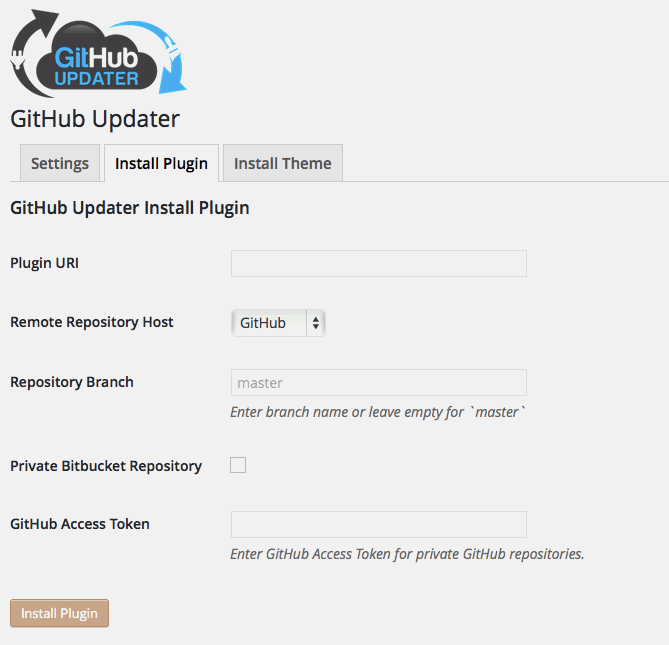 GitHub
UPDATER
GitHub Updater
Settings
Install Plugin
Install Theme
GitHub Updater Install Plugin
Plugin URI
Remote Repository Host
GitHub
Repository Branch
master
Enter branch name or leave empty for `master`
Private Bitbucket Repository
GitHub Access Token
Enter GitHub Access Token for private GitHub repositories.
Install Plugin